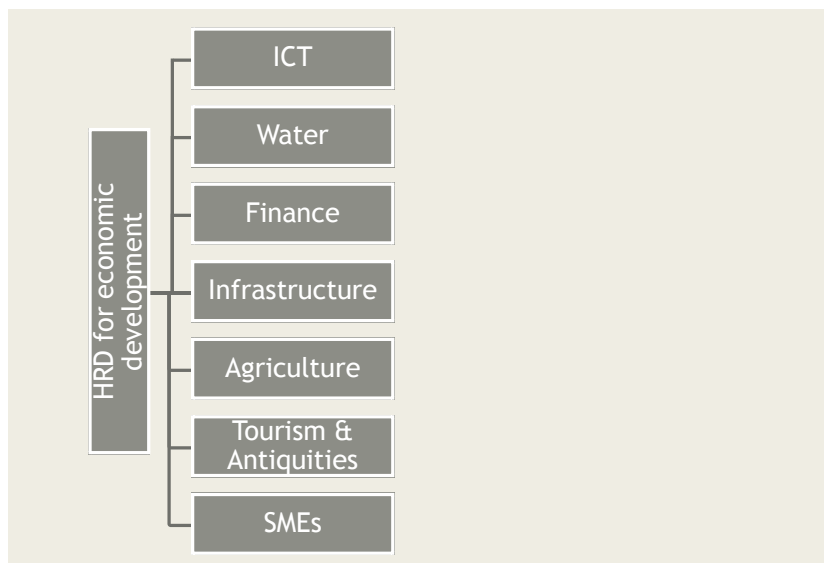 HRD for economic
development
ICT
Water
Finance
Infrastructure
Agriculture
Tourism &
Antiquities
SMEs